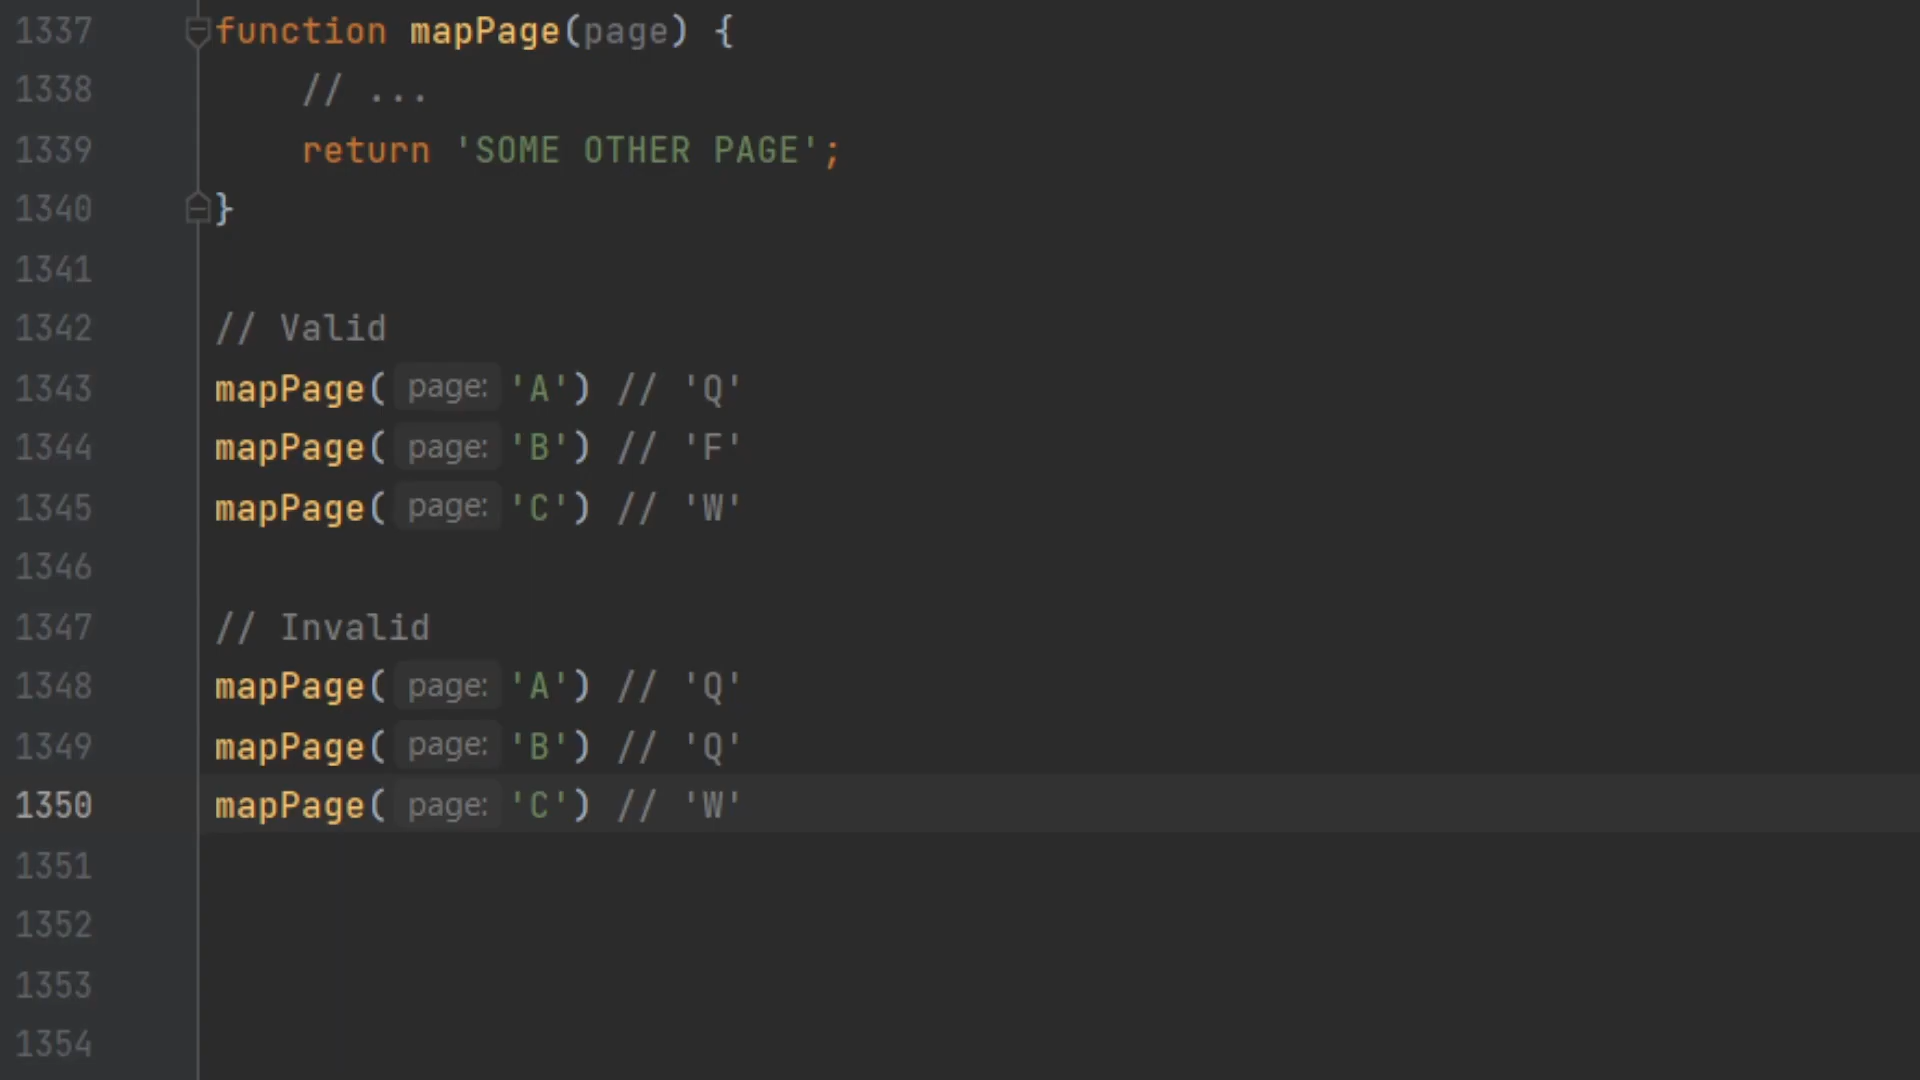 1337 function mapPage(page) {
1338 // ...
1339 return 'SOME OTHER PAGE';
1340 }
1341
1342 // Valid
1343 mapPage( page: 'A') // 'Q'
1344 mapPage( page: 'B') // 'F'
1345 mapPage( page: 'C') // 'W'
1346
1347 // Invalid
1348 mapPage( page: 'A') // 'Q'
1349 mapPage( page: 'B') // 'Q'
1350 mapPage( page: 'C') // 'W'
1351
1352
1353
1354